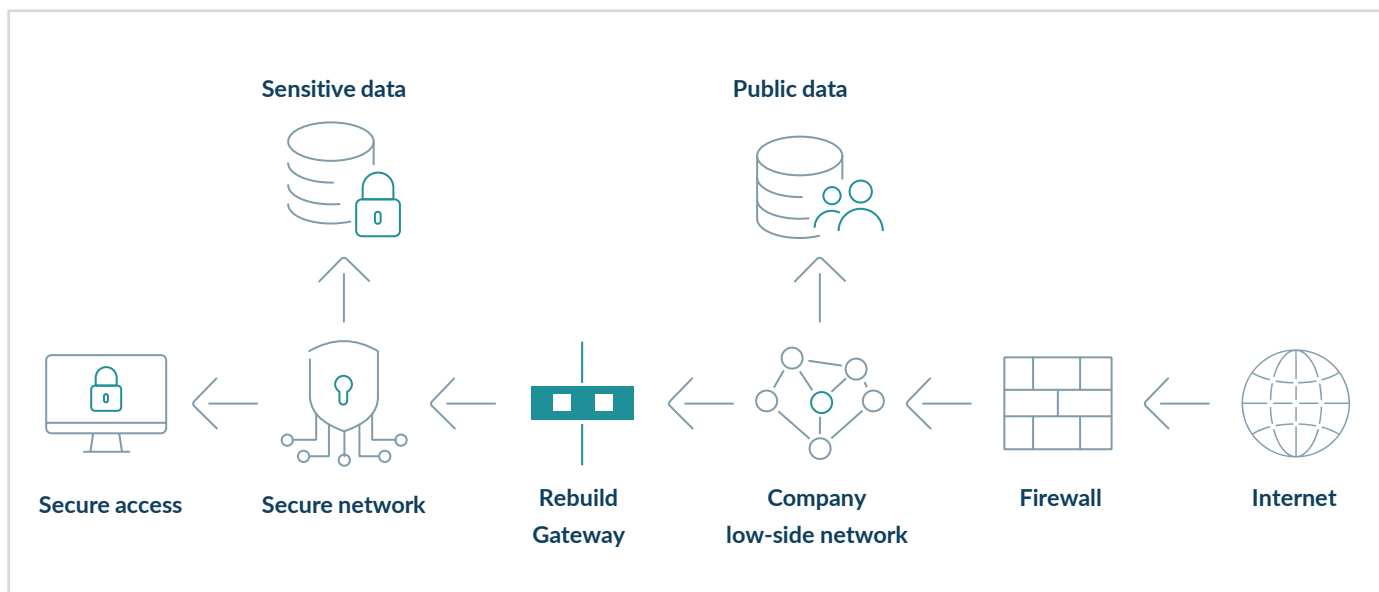 Sensitive data
Public data
Secure access
Secure network
Rebuild
Gateway
Company
low-side network
Firewall
Internet